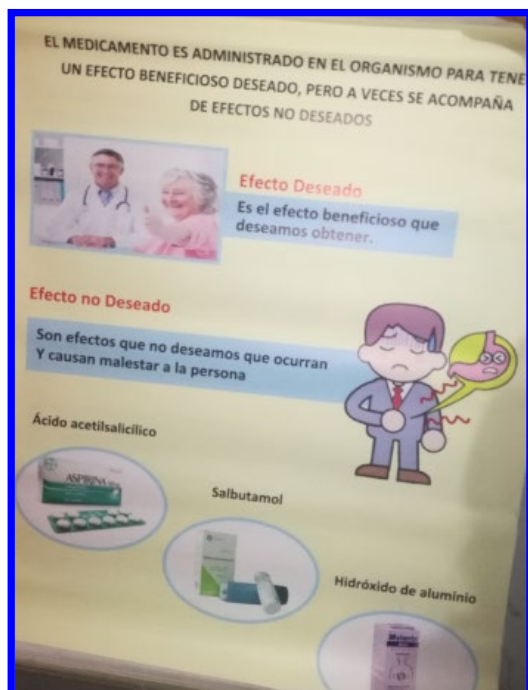 EL MEDICAMENTO ES ADMINISTRADO EN EL ORGANISMO PARA TENE
UN EFECTO BENEFICIOSO DESEADO, PERO A VECES SE ACOMPAÑA
DE EFECTOS NO DESEADOS
Efecto Deseado
Es el efecto beneficioso que
deseamos obtener.
Efecto no Deseado
Son efectos que no deseamos que ocurran
Y causan malestar a la persona
Ácido acetilsalicílico
ASPIRINA
Salbutamol
Hidróxido de aluminio
Mylanta